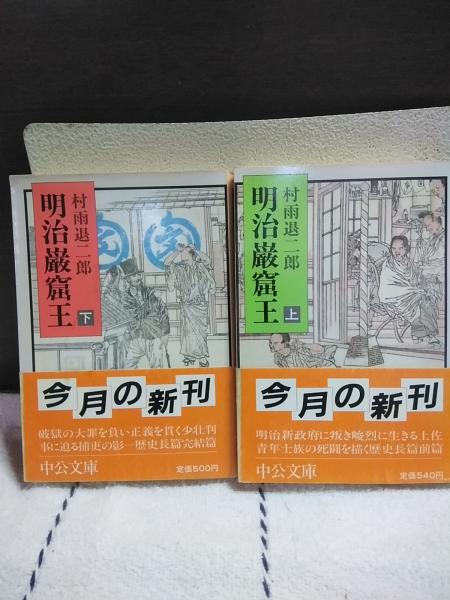 村雨退二郎
明治巌窟王
下
今月の新刊
破獄の大罪を負い正義を貫く少壮判
事に迫る捕吏の影―歴史長篇完結篇
中公文庫
定価500円
村雨退二郎
明治巌窟王
上
今月の新刊
明治新政府に叛き峻烈に生きる土佐
青年士族の死闘を描く歴史長篇前篇
中公文庫
定価540円